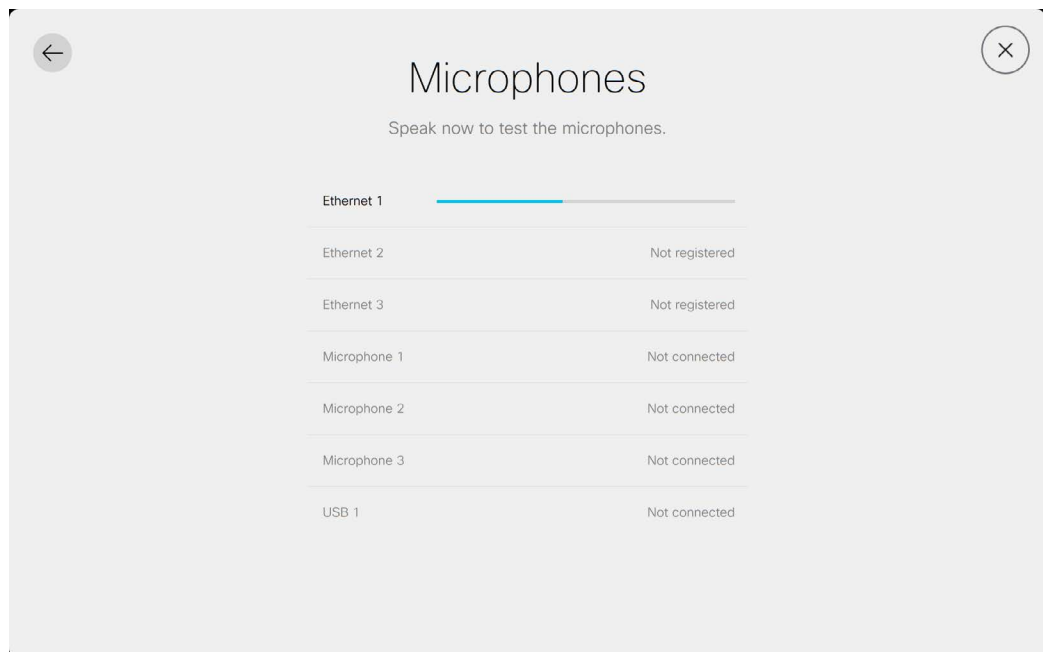 Microphones
Speak now to test the microphones.
Ethernet 1
Ethernet 2 Not registered
Ethernet 3 Not registered
Microphone 1 Not connected
Microphone 2 Not connected
Microphone 3 Not connected
USB 1 Not connected